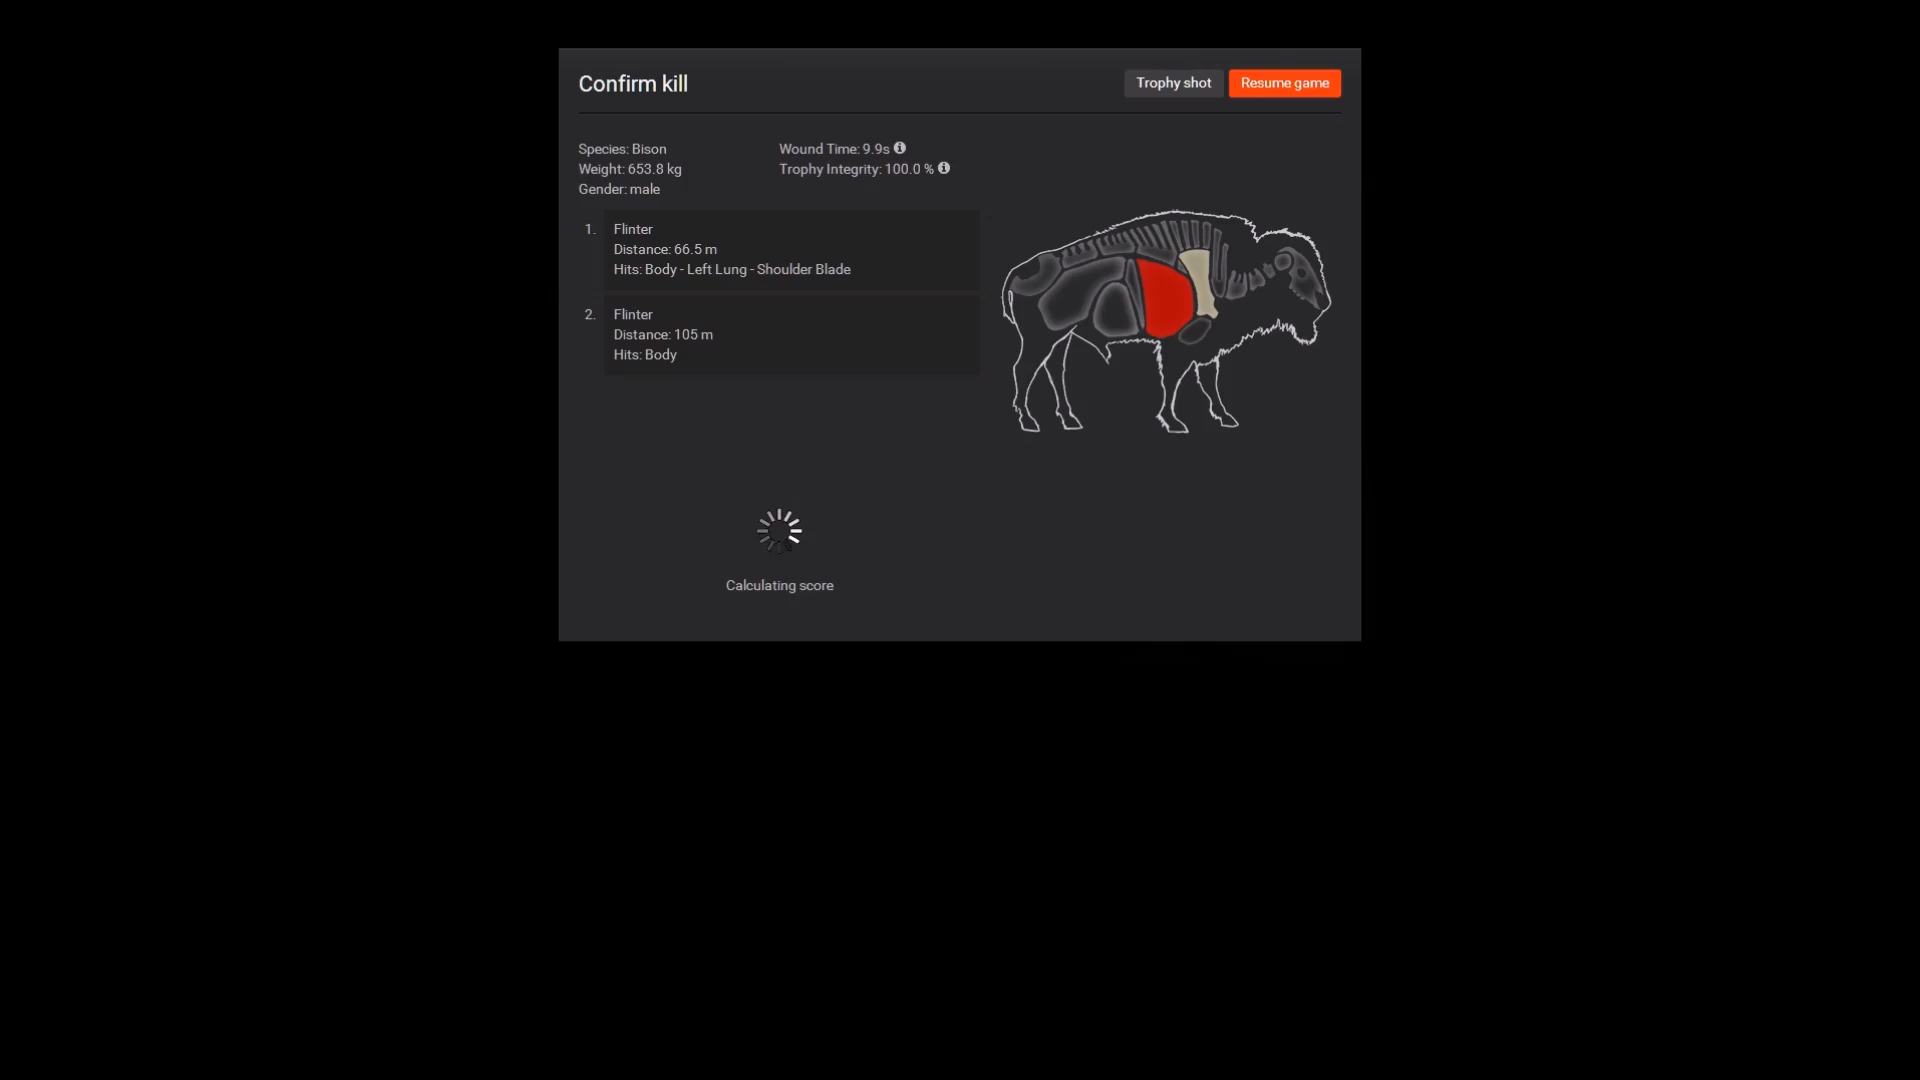 Confirm kill
Trophy shot
Resume game
Species: Bison
Weight: 653.8 kg
Gender: male
Wound Time: 9.9s
Trophy Integrity: 100.0 %
1.
Flinter
Distance: 66.5 m
Hits: Body - Left Lung - Shoulder Blade
2.
Flinter
Distance: 105 m
Hits: Body
Calculating score